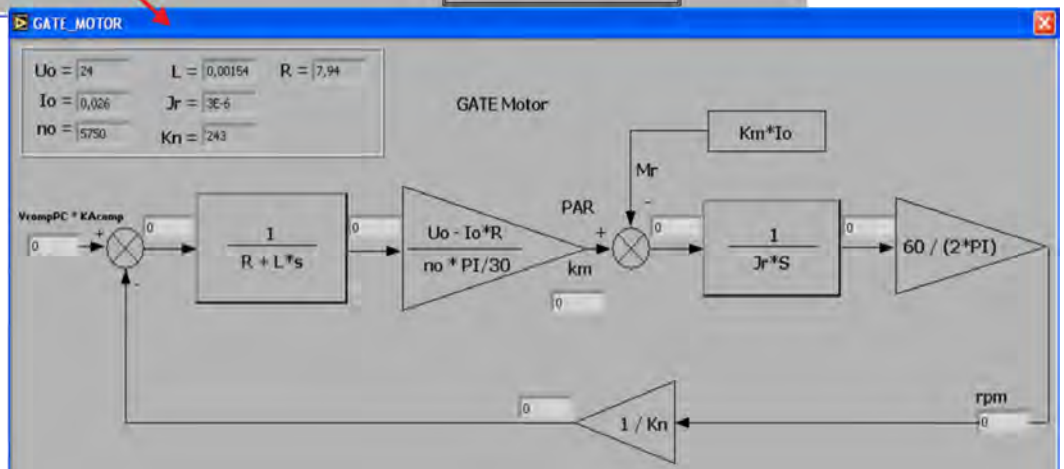 GATE_MOTOR
Uo = 24 L = 0,00154 R = 7,94
Io = 0,026 Jr = 3E-6
no = 5750 Kn = 243
GATE Motor
Km*Io
Mr
-
VcompPC * KAcomp
0
+
-
0
1
R + L*s
0
Uo - Io*R
no * PI/30
PAR
+
km
0
0
1
Jr*S
0
60 / (2*PI)
rpm
0
1 / Kn
0